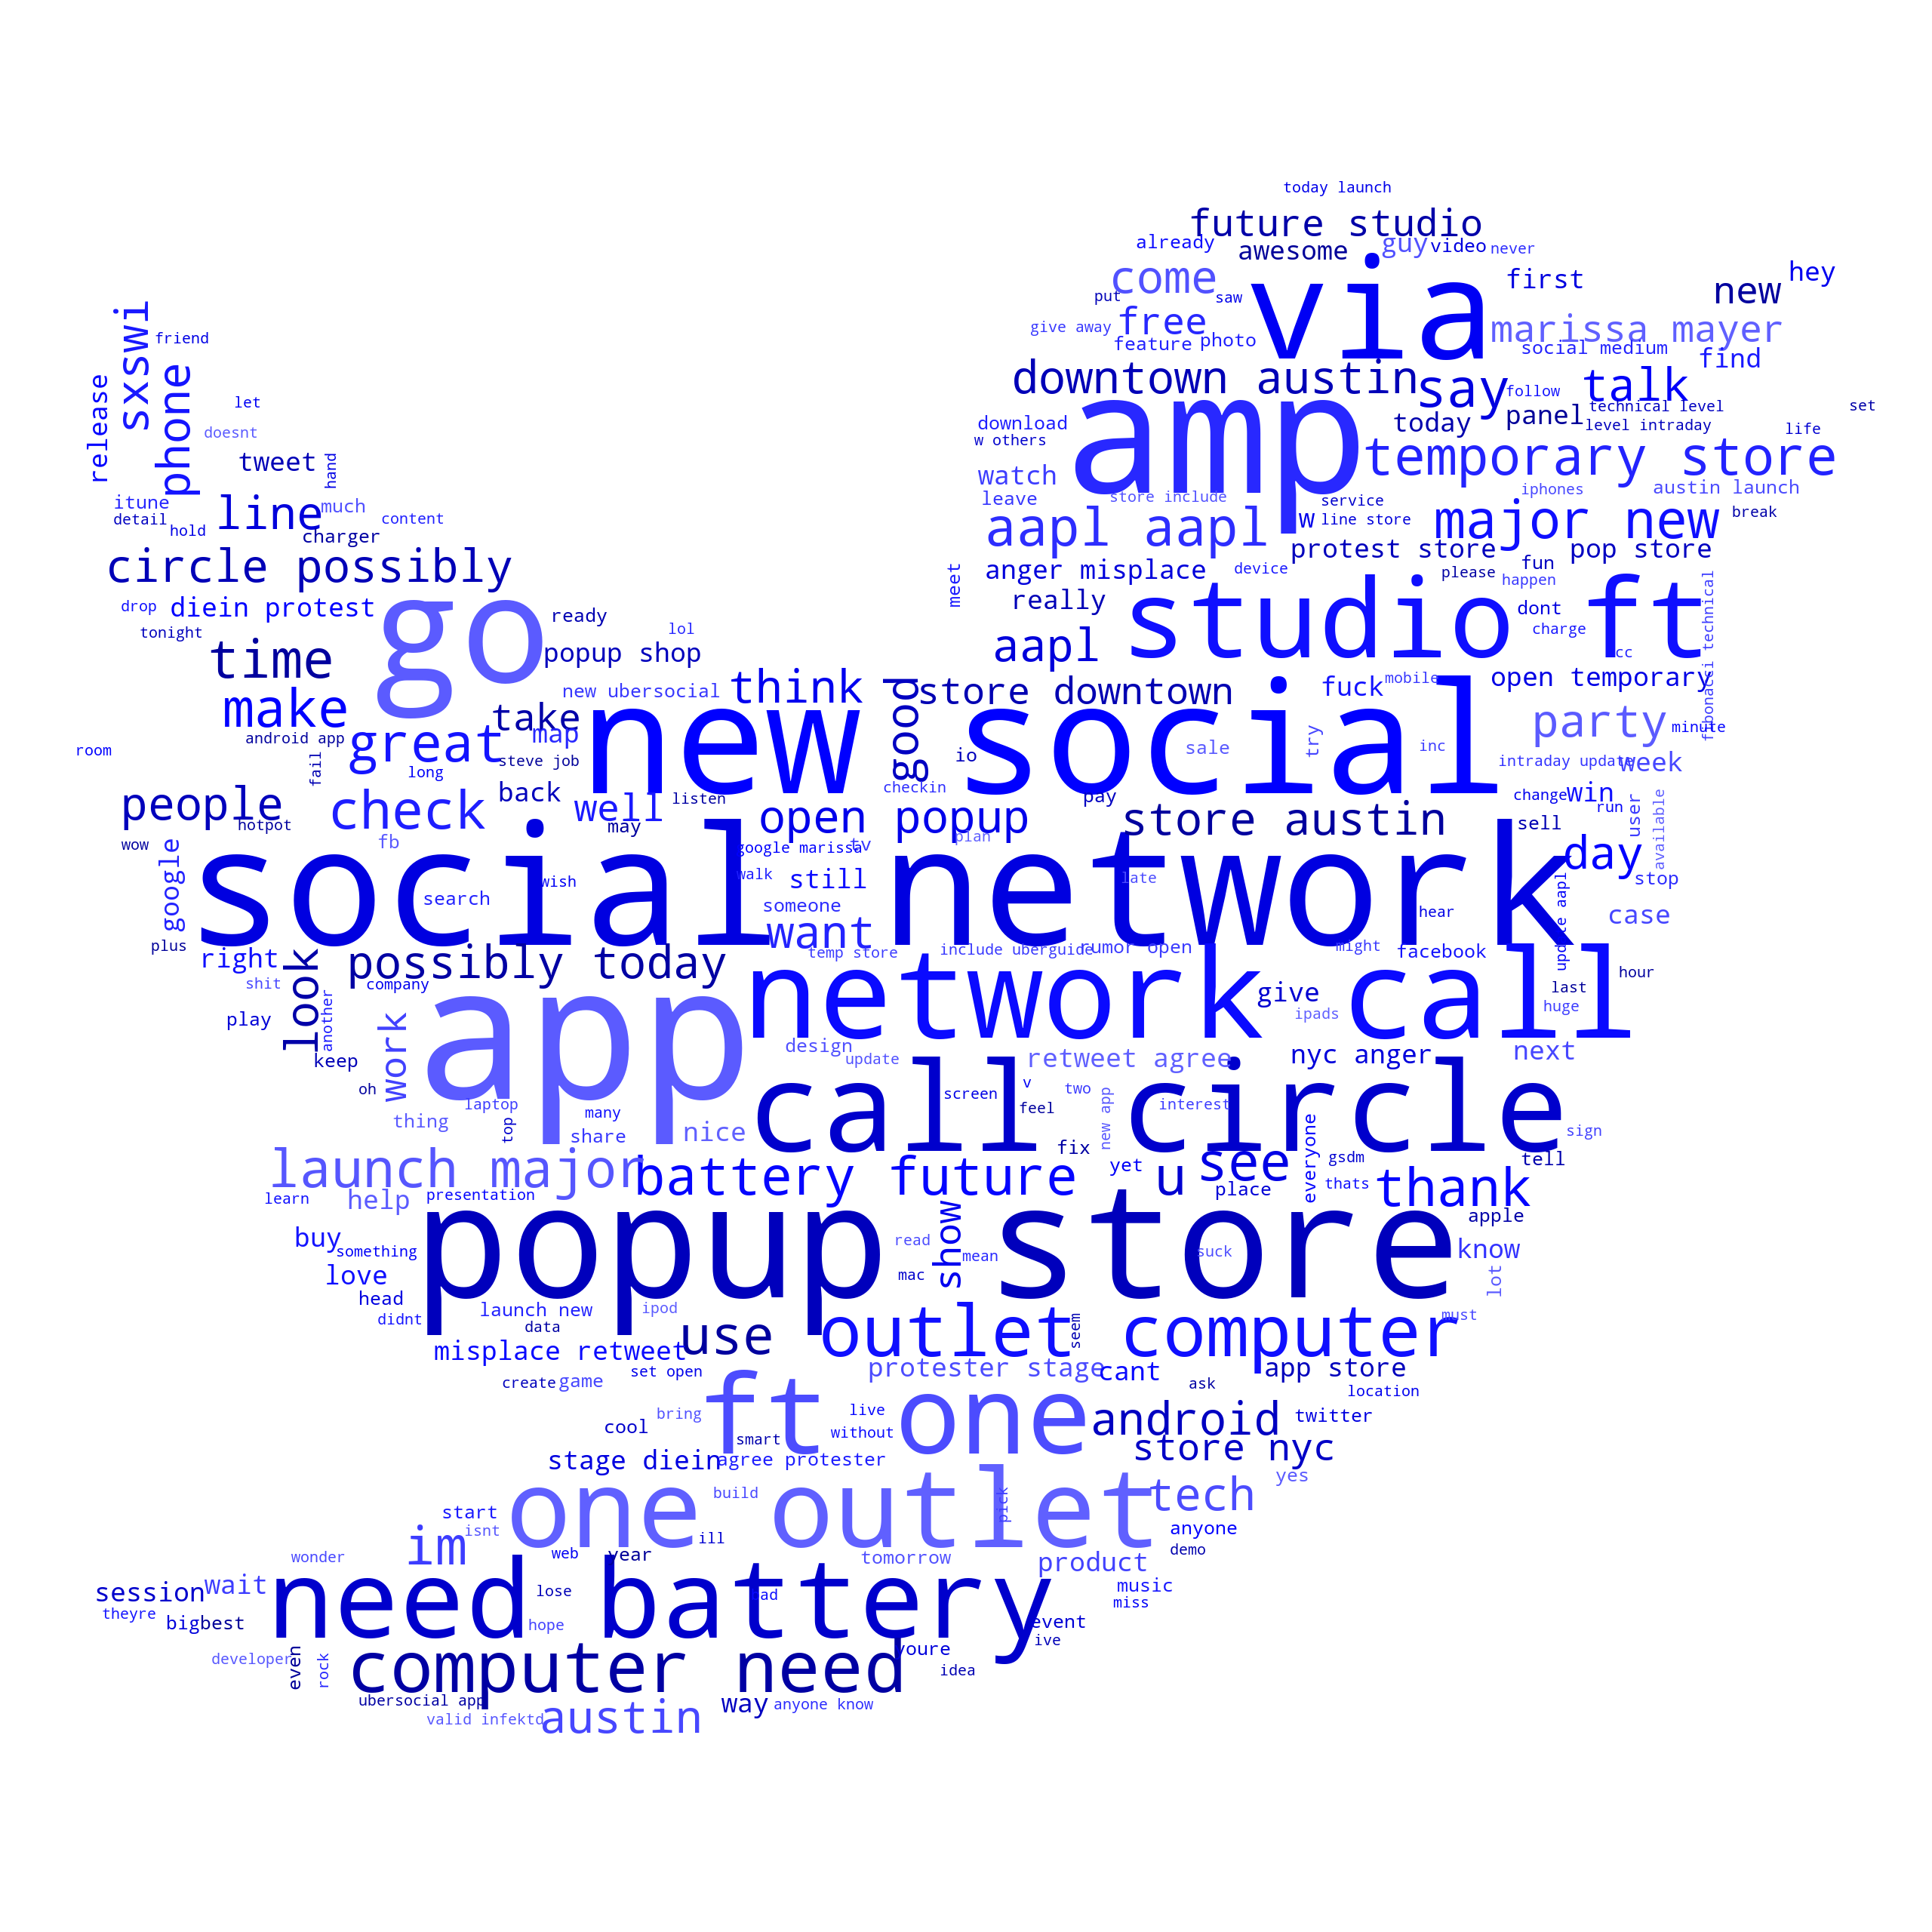 today launch
future studio
already awesome guy video never
come via first new hey
put saw
give away free marissa mayer
feature photo social medium find
sxswi friend
phone release
downtown austin say talk
let follow set
amp technical level
download today panel level intraday life
w others
doesnt
tweet hand
watch temporary store
leave store include service iphones austin launch
itune line much
detail hold content
charger
aapl aapl w line store major new break
circle possibly
protest store pop store
anger misplace device please fun happen
meet
drop diein protest go ready
really studio ft dont
fibonacci technical
tonight lol charge
time popup shop aapl cc
new ubersocial think good store downtown fuck mobile open temporary
make take new social party minute
android app great map io sale try inc
room fail long steve job intraday update week
people check back well listen checkin pay change win run user
hotpot may open popup store austin sell available
wow fb google marissa tv plan
google social network day
search wish walk still late stop
someone hear case
plus want update aapl
right possibly today temp store include uberguide rumor open might facebook
look shit company network call last hour
app give ipads huge
play another work
keep design update retweet agree nyc anger next
oh call circle
laptop many screen v feel two new app interest
thing top share nice fix everyone sign
launch major battery future u see yet gsdm tell
learn help presentation place thats thank
popup store show apple
buy something read mean suck know
love mac lot
head launch new ipod
didnt data use outlet computer seem must
misplace retweet protester stage cant app store
create game set open ask location
ft one
cool bring live without android twitter
smart store nyc
stage diein agree protester yes
one outlet tech
build pick
start isnt ill anyone
im web year tomorrow product demo
wonder
session wait need battery lose bad music
theyre miss
bigbest hope event
ive
developer even rock computer need youre idea
ubersocial app way anyone know
valid infektd austin